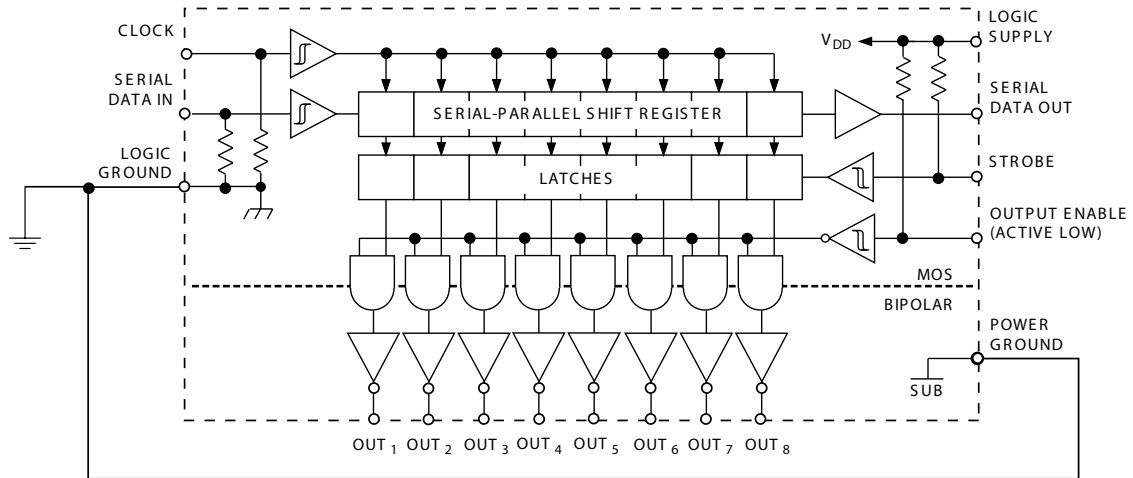 CLOCK
SERIAL
DATA IN
LOGIC
GROUND
V DD
LOGIC
SUPPLY
SERIAL-PARALLEL SHIFT REGISTER
SERIAL
DATA OUT
LATCHES
STROBE
OUTPUT ENABLE
(ACTIVE LOW)
MOS
BIPOLAR
POWER
GROUND
SUB
OUT 1 OUT 2 OUT 3 OUT 4 OUT 5 OUT 6 OUT 7 OUT 8